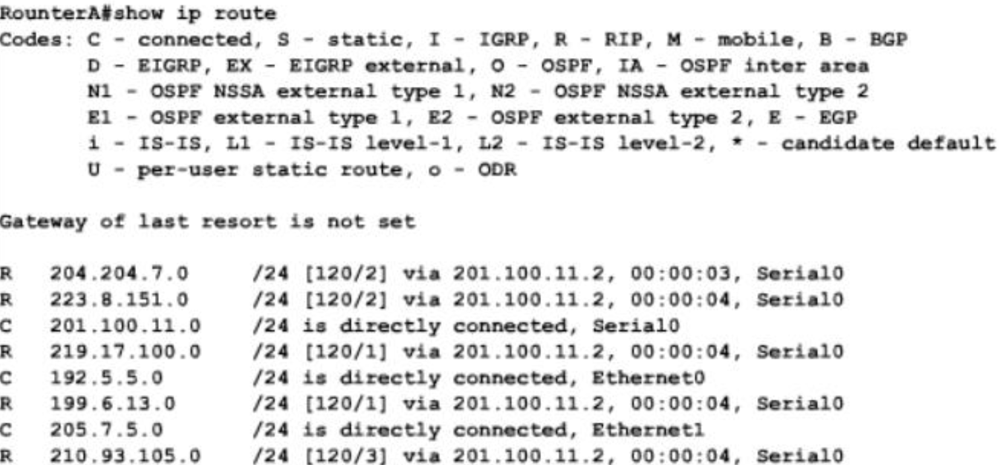 RounterA#show ip route
Codes: C - connected, S - static, I - IGRP, R - RIP, M - mobile, B - BGP
D - EIGRP, EX - EIGRP external, O - OSPF, IA - OSPF inter area
N1 - OSPF NSSA external type 1, N2 - OSPF NSSA external type 2
E1 - OSPF external type 1, E2 - OSPF external type 2, E - EGP
i - IS-IS, L1 - IS-IS level-1, L2 - IS-IS level-2, * - candidate default
U - per-user static route, o - ODR
Gateway of last resort is not set
R 204.204.7.0 /24 [120/2] via 201.100.11.2, 00:00:03, Serial0
R 223.8.151.0 /24 [120/2] via 201.100.11.2, 00:00:04, Serial0
C 201.100.11.0 /24 is directly connected, Serial0
R 219.17.100.0 /24 [120/1] via 201.100.11.2, 00:00:04, Serial0
C 192.5.5.0 /24 is directly connected, Ethernet0
R 199.6.13.0 /24 [120/1] via 201.100.11.2, 00:00:04, Serial0
C 205.7.5.0 /24 is directly connected, Ethernet1
R 210.93.105.0 /24 [120/3] via 201.100.11.2, 00:00:04, Serial0